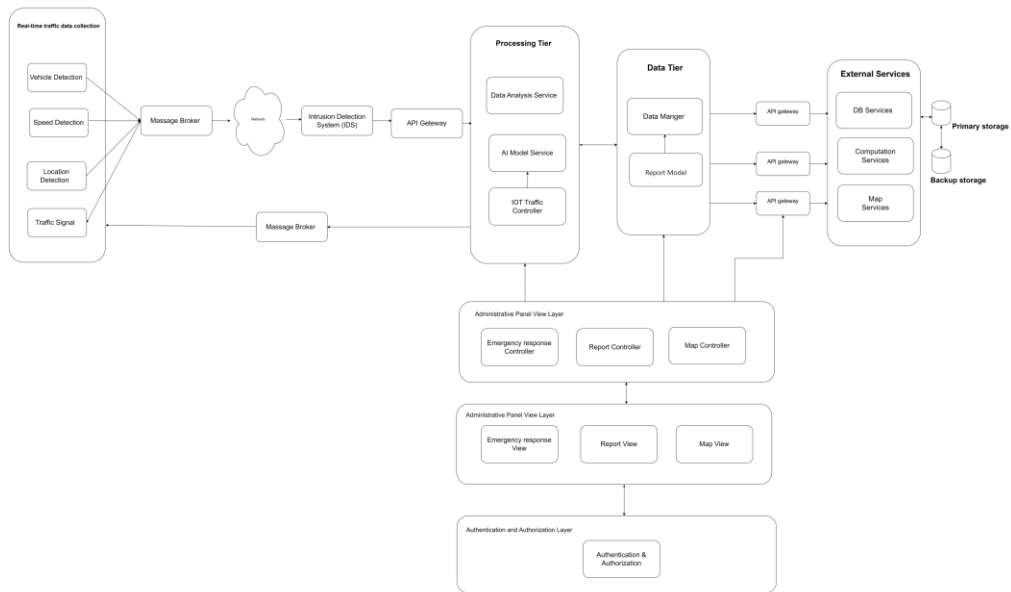 Real-time traffic data collection
Vehicle Detection
Speed Detection
Location
Detection
Traffic Signal
Massage Broker
Network
Intrusion Detection
System (IDS)
API Gateway
Massage Broker
Processing Tier
Data Analysis Service
AI Model Service
IOT Traffic
Controller
Data Tier
Data Manger
Report Model
API gateway
API gateway
API gateway
External Services
DB Services
Computation
Services
Map
Services
Primary storage
Backup storage
Administrative Panel View Layer
Emergency response
Controller
Report Controller
Map Controller
Administrative Panel View Layer
Emergency response
View
Report View
Map View
Authentication and Authorization Layer
Authentication &
Authorization